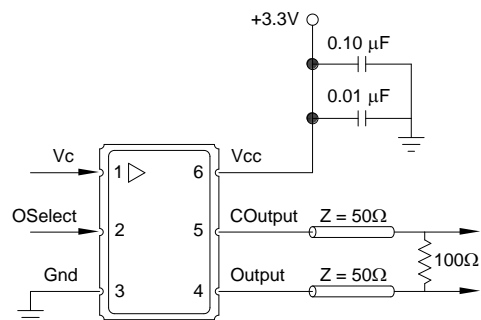 +3.3V
0.10 μF
0.01 μF
Vc
1
6
Vcc
OSelect
2
5
COutput
Z = 50Ω
100Ω
Gnd
3
4
Output
Z = 50Ω